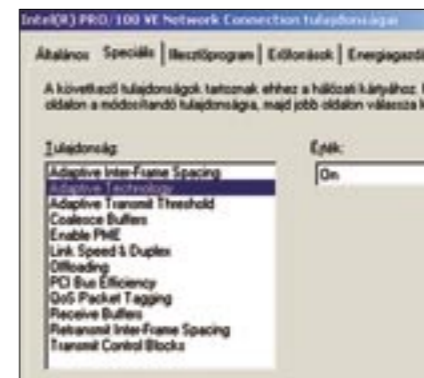 Intel(R) PRO/100 VE Network Connection tulajdonságai
Általános Speciális Illesztőprogram Erőforrások Energiagazdá
A következő tulajdonságok tartoznak ehhez a hálózati kártyához.
oldalon a módosítandó tulajdonságra, majd jobb oldalon válassza k
Tulajdonság:
Adaptive Inter-Frame Spacing
Adaptive Technology
Adaptive Transmit Threshold
Coalesce Buffers
Enable PME
Link Speed & Duplex
Offloading
PCI Bus Efficiency
QoS Packet Tagging
Receive Buffers
Retransmit Inter-Frame Spacing
Transmit Control Blocks
Érték:
On